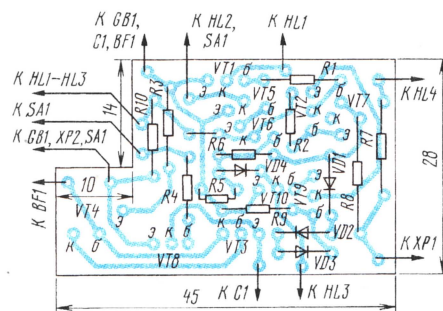 К GB1,
C1, BF1
К HL2,
SA1
К HL1
К HL1-HL3
К SA1
К GB1, XP2, SA1
К BF1
14
R10
R3
VT1
э
б
R1
к
VT5
э
к
б
VT2
э
VT7
б
К HL4
VT6
R6
R2
R7
28
VD4
VD1
10
VT4
R4
R5
VT10
VT9
R8
R9
VD2
К XP1
к
б
э
VT8
э
к
б
VT3
VD3
45
К C1
К HL3